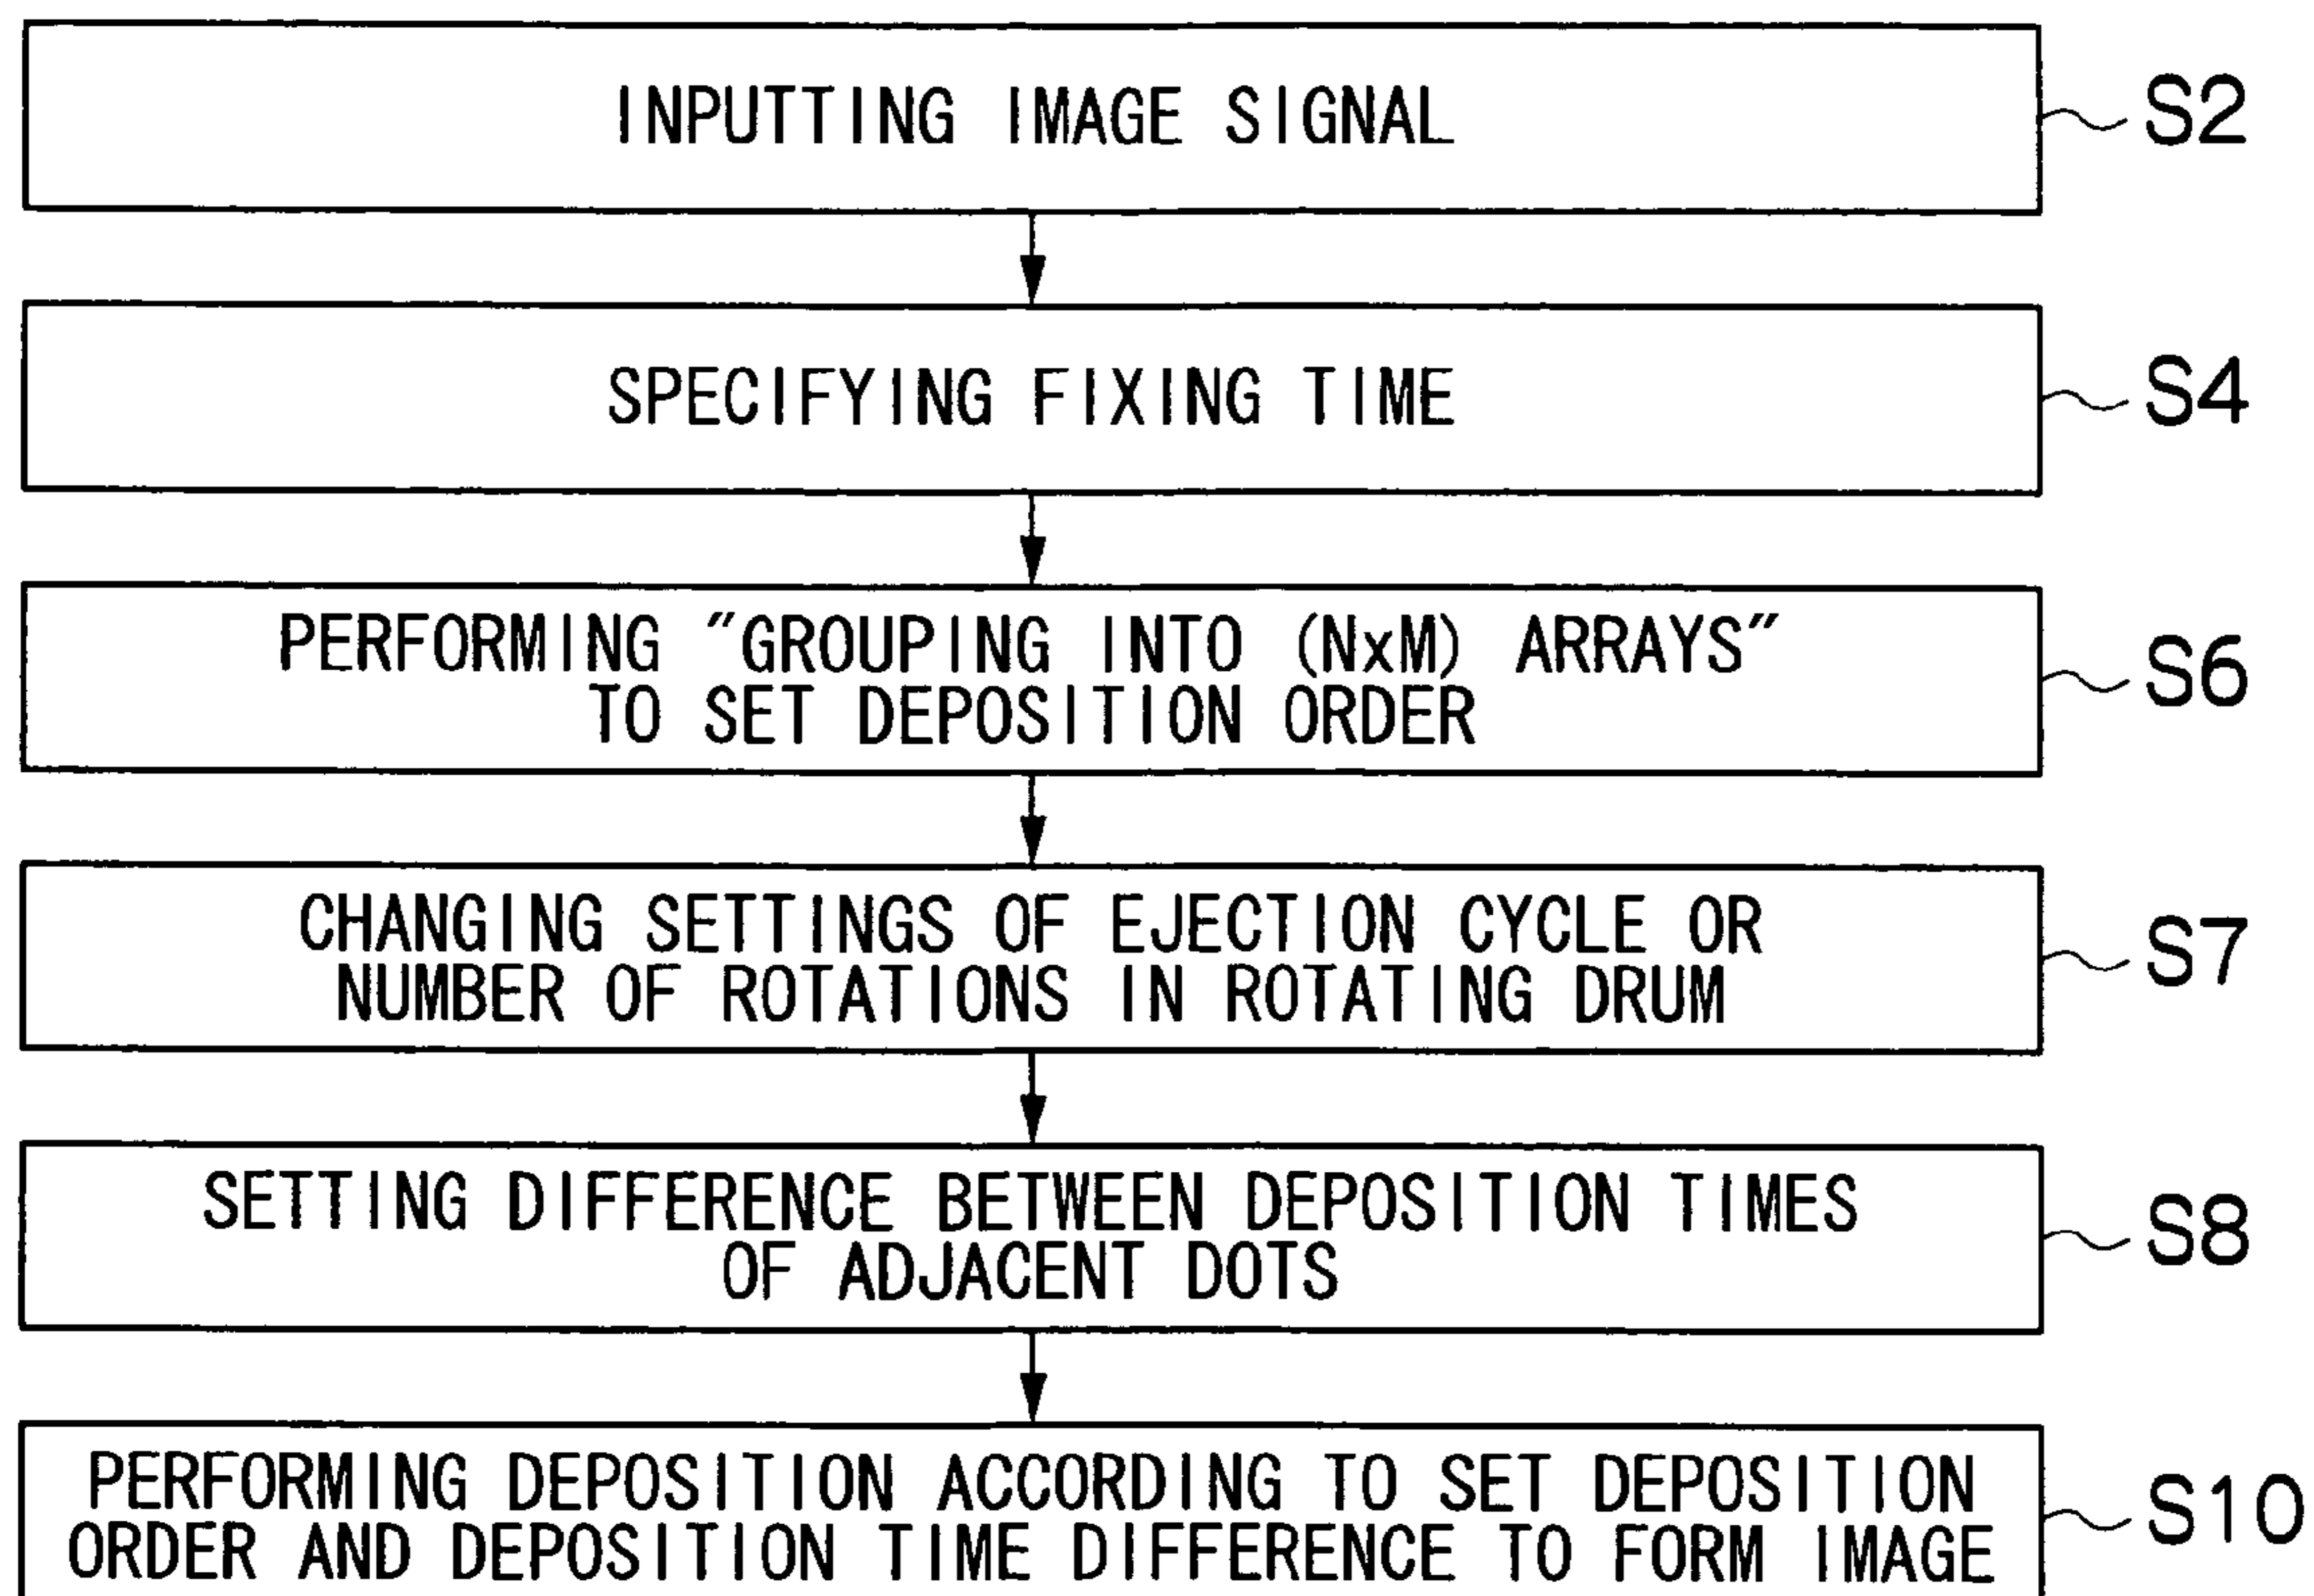 INPUTTING IMAGE SIGNAL
S2
SPECIFYING FIXING TIME
S4
PERFORMING "GROUPING INTO (NxM) ARRAYS"
TO SET DEPOSITION ORDER
S6
CHANGING SETTINGS OF EJECTION CYCLE OR
NUMBER OF ROTATIONS IN ROTATING DRUM
S7
SETTING DIFFERENCE BETWEEN DEPOSITION TIMES
OF ADJACENT DOTS
S8
PERFORMING DEPOSITION ACCORDING TO SET DEPOSITION
ORDER AND DEPOSITION TIME DIFFERENCE TO FORM IMAGE
S10